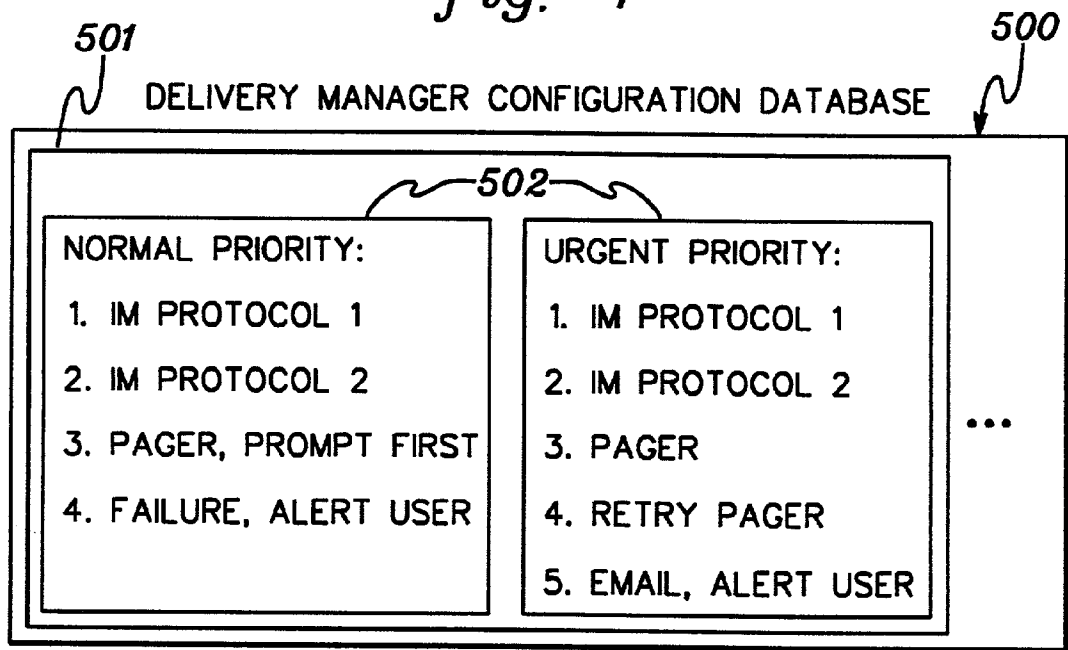 Fig.
501
500
DELIVERY MANAGER CONFIGURATION DATABASE
502
NORMAL PRIORITY:
1. IM PROTOCOL 1
2. IM PROTOCOL 2
3. PAGER, PROMPT FIRST
4. FAILURE, ALERT USER
URGENT PRIORITY:
1. IM PROTOCOL 1
2. IM PROTOCOL 2
3. PAGER
4. RETRY PAGER
5. EMAIL, ALERT USER
...